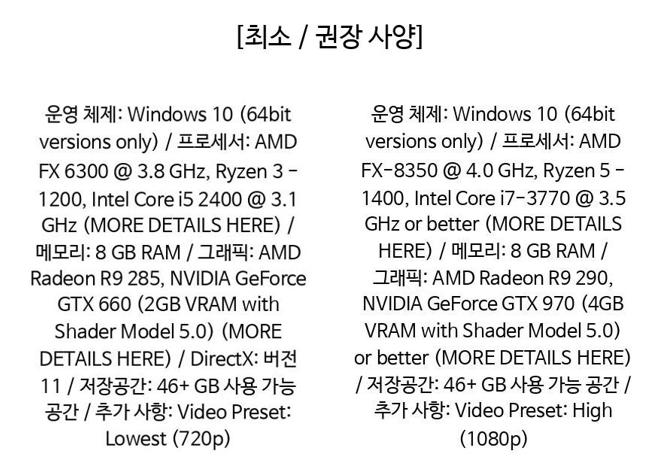 [최소 / 권장 사양]
운영 체제: Windows 10 (64bit
versions only) / 프로세서: AMD
FX 6300 @ 3.8 GHz, Ryzen 3 -
1200, Intel Core i5 2400 @ 3.1
GHz (MORE DETAILS HERE) /
메모리: 8 GB RAM / 그래픽: AMD
Radeon R9 285, NVIDIA GeForce
GTX 660 (2GB VRAM with
Shader Model 5.0) (MORE
DETAILS HERE) / DirectX: 버전
11 / 저장공간: 46+ GB 사용 가능
공간 / 추가 사항: Video Preset:
Lowest (720p)
운영 체제: Windows 10 (64bit
versions only) / 프로세서: AMD
FX-8350 @ 4.0 GHz, Ryzen 5 -
1400, Intel Core i7-3770 @ 3.5
GHz or better (MORE DETAILS
HERE) / 메모리: 8 GB RAM /
그래픽: AMD Radeon R9 290,
NVIDIA GeForce GTX 970 (4GB
VRAM with Shader Model 5.0)
or better (MORE DETAILS HERE)
/ 저장공간: 46+ GB 사용 가능 공간 /
추가 사항: Video Preset: High
(1080p)